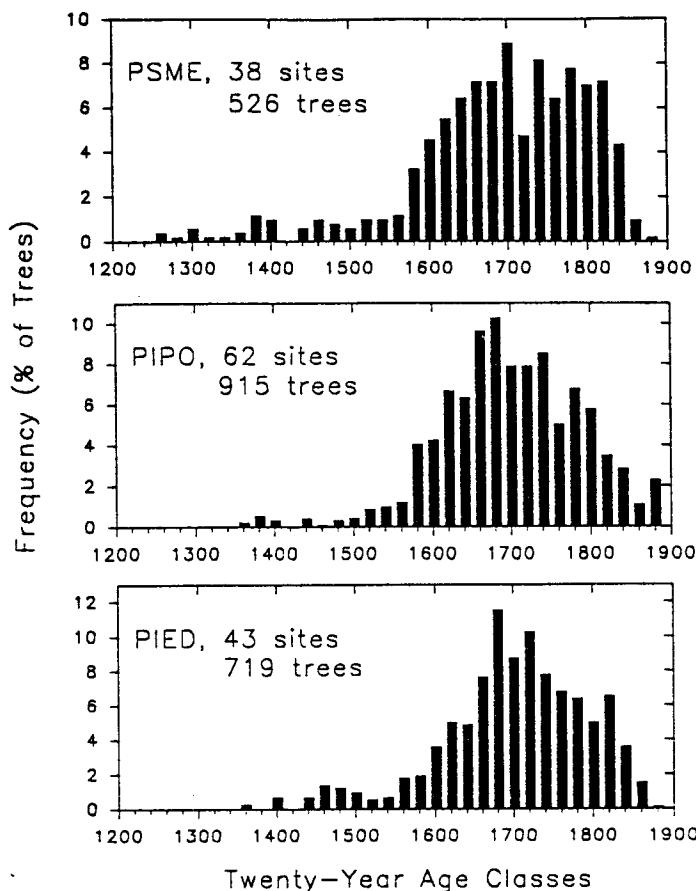 Frequency (% of Trees)
10
8
6
4
2
0
PSME, 38 sites
526 trees
1200 1300 1400 1500 1600 1700 1800 1900
10
8
6
4
2
0
PIPO, 62 sites
915 trees
1200 1300 1400 1500 1600 1700 1800 1900
12
10
8
6
4
2
0
PIED, 43 sites
719 trees
1200 1300 1400 1500 1600 1700 1800 1900
Twenty-Year Age Classes